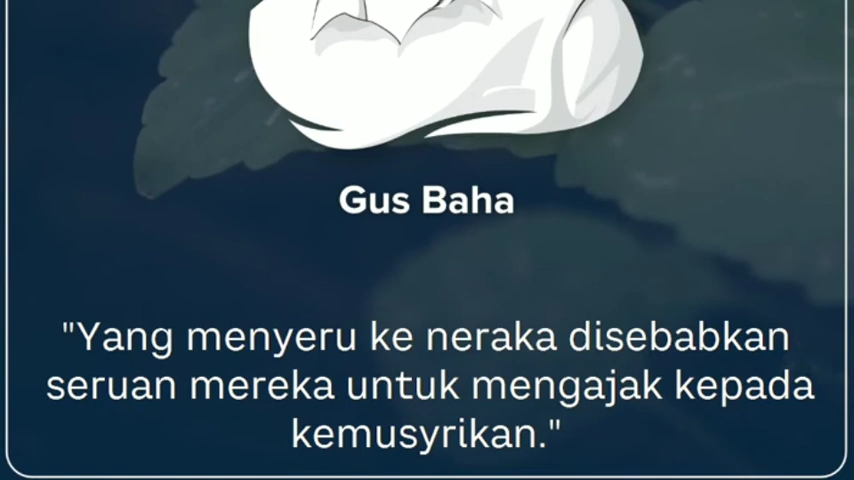 Gus Baha
"Yang menyeru ke neraka disebabkan
seruan mereka untuk mengajak kepada
kemusyrikan."